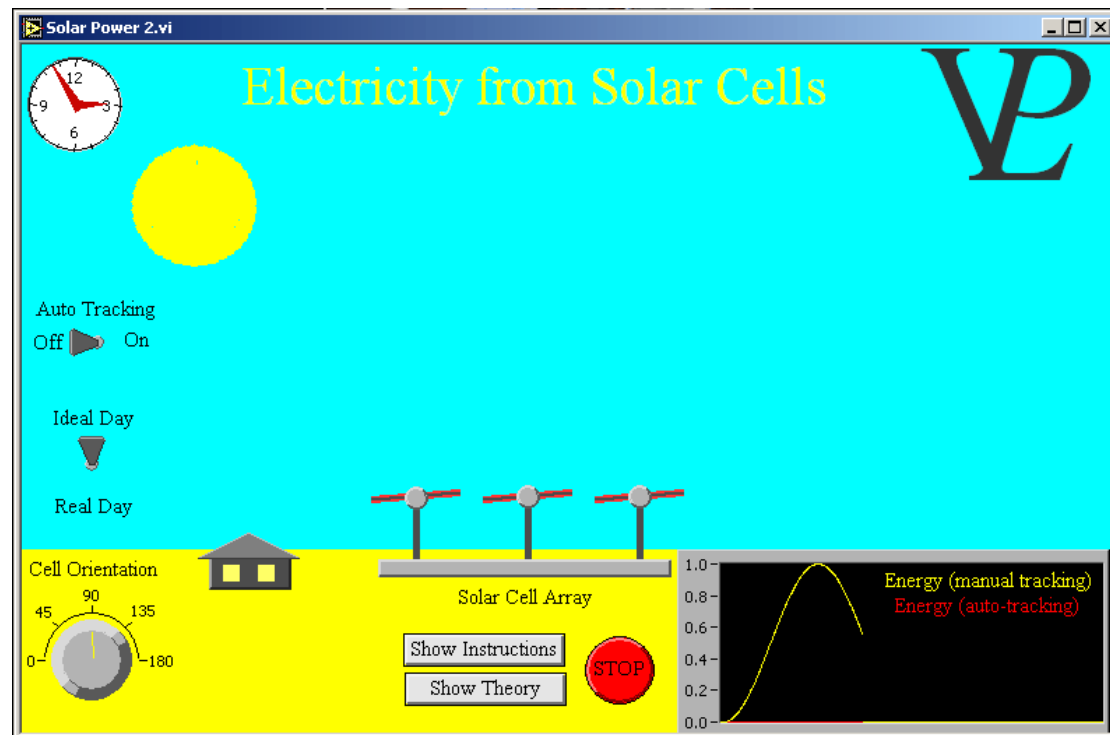 Solar Power 2.vi
Electricity from Solar Cells
VPL
12
9 3
6
Auto Tracking
Off On
Ideal Day
Real Day
Cell Orientation
90
45 135
0 180
Solar Cell Array
Show Instructions
Show Theory
STOP
1.0
0.8
0.6
0.4
0.2
0.0
Energy (manual tracking)
Energy (auto-tracking)